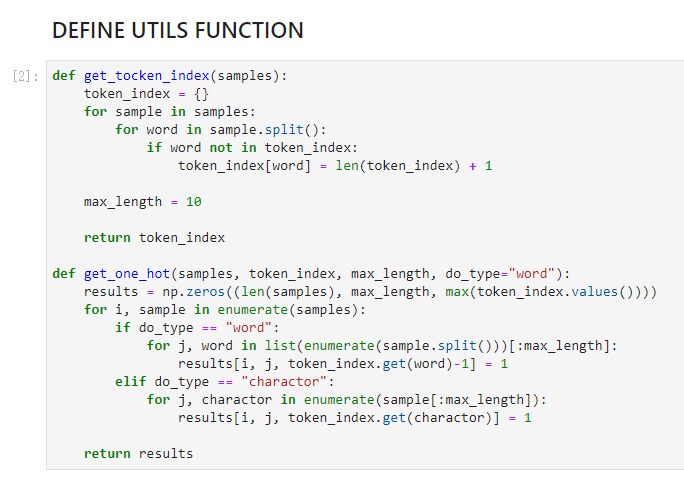 DEFINE UTILS FUNCTION
[2]:
def get_tocken_index(samples):
    token_index = {}
    for sample in samples:
        for word in sample.split():
            if word not in token_index:
                token_index[word] = len(token_index) + 1

    max_length = 10

    return token_index

def get_one_hot(samples, token_index, max_length, do_type="word"):
    results = np.zeros((len(samples), max_length, max(token_index.values())))
    for i, sample in enumerate(samples):
        if do_type == "word":
            for j, word in list(enumerate(sample.split()))[:max_length]:
                results[i, j, token_index.get(word)-1] = 1
        elif do_type == "charactor":
            for j, charactor in enumerate(sample[:max_length]):
                results[i, j, token_index.get(charactor)] = 1

    return results